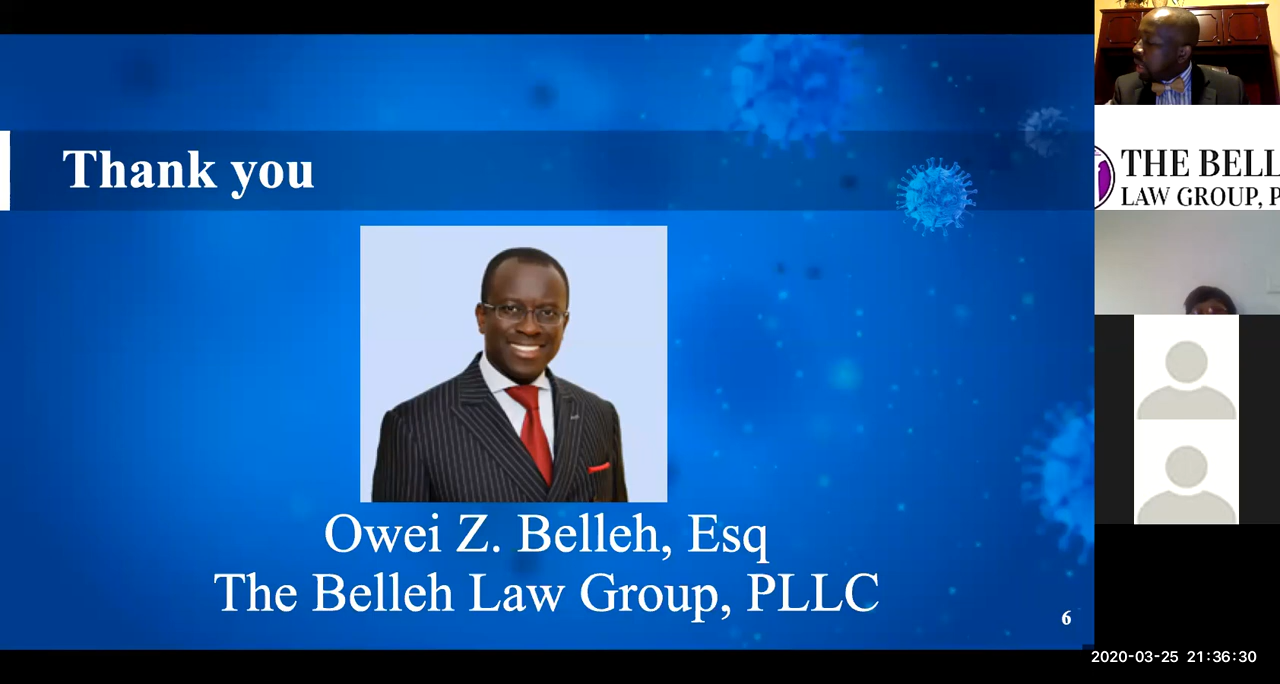 Thank you
Owei Z. Belleh, Esq
The Belleh Law Group, PLLC
6
THE BELL
LAW GROUP, P
2020-03-25 21:36:30